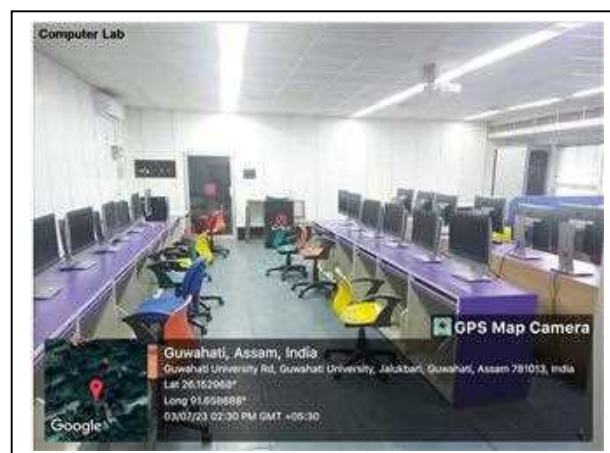 Computer Lab
GPS Map Camera
Guwahati, Assam, India
Guwahati University Rd, Guwahati University, Jalukbari, Guwahati, Assam 781013, India
Lat 26.152968°
Long 91.658688°
03/07/23 02:30 PM GMT +05:30
Google